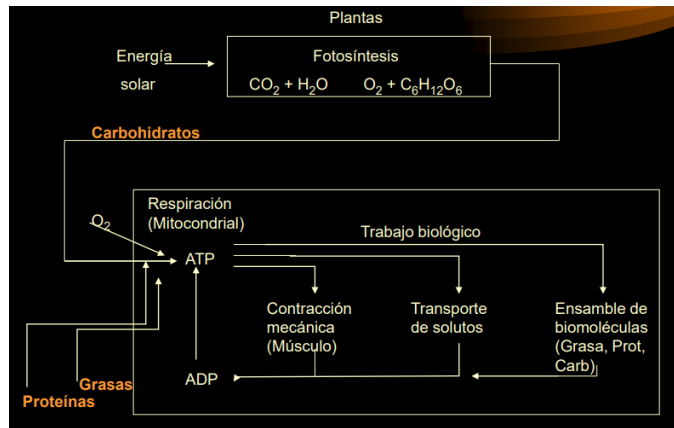 Plantas
Energía
solar
Fotosíntesis
CO₂ + H₂O O₂ + C₆H₁₂O₆
Carbohidratos
Respiración
(Mitocondrial)
O₂
Trabajo biológico
ATP
Contracción
mecánica
(Músculo)
Transporte
de solutos
Ensamble de
biomoléculas
(Grasa, Prot,
Carb)
ADP
Grasas
Proteínas